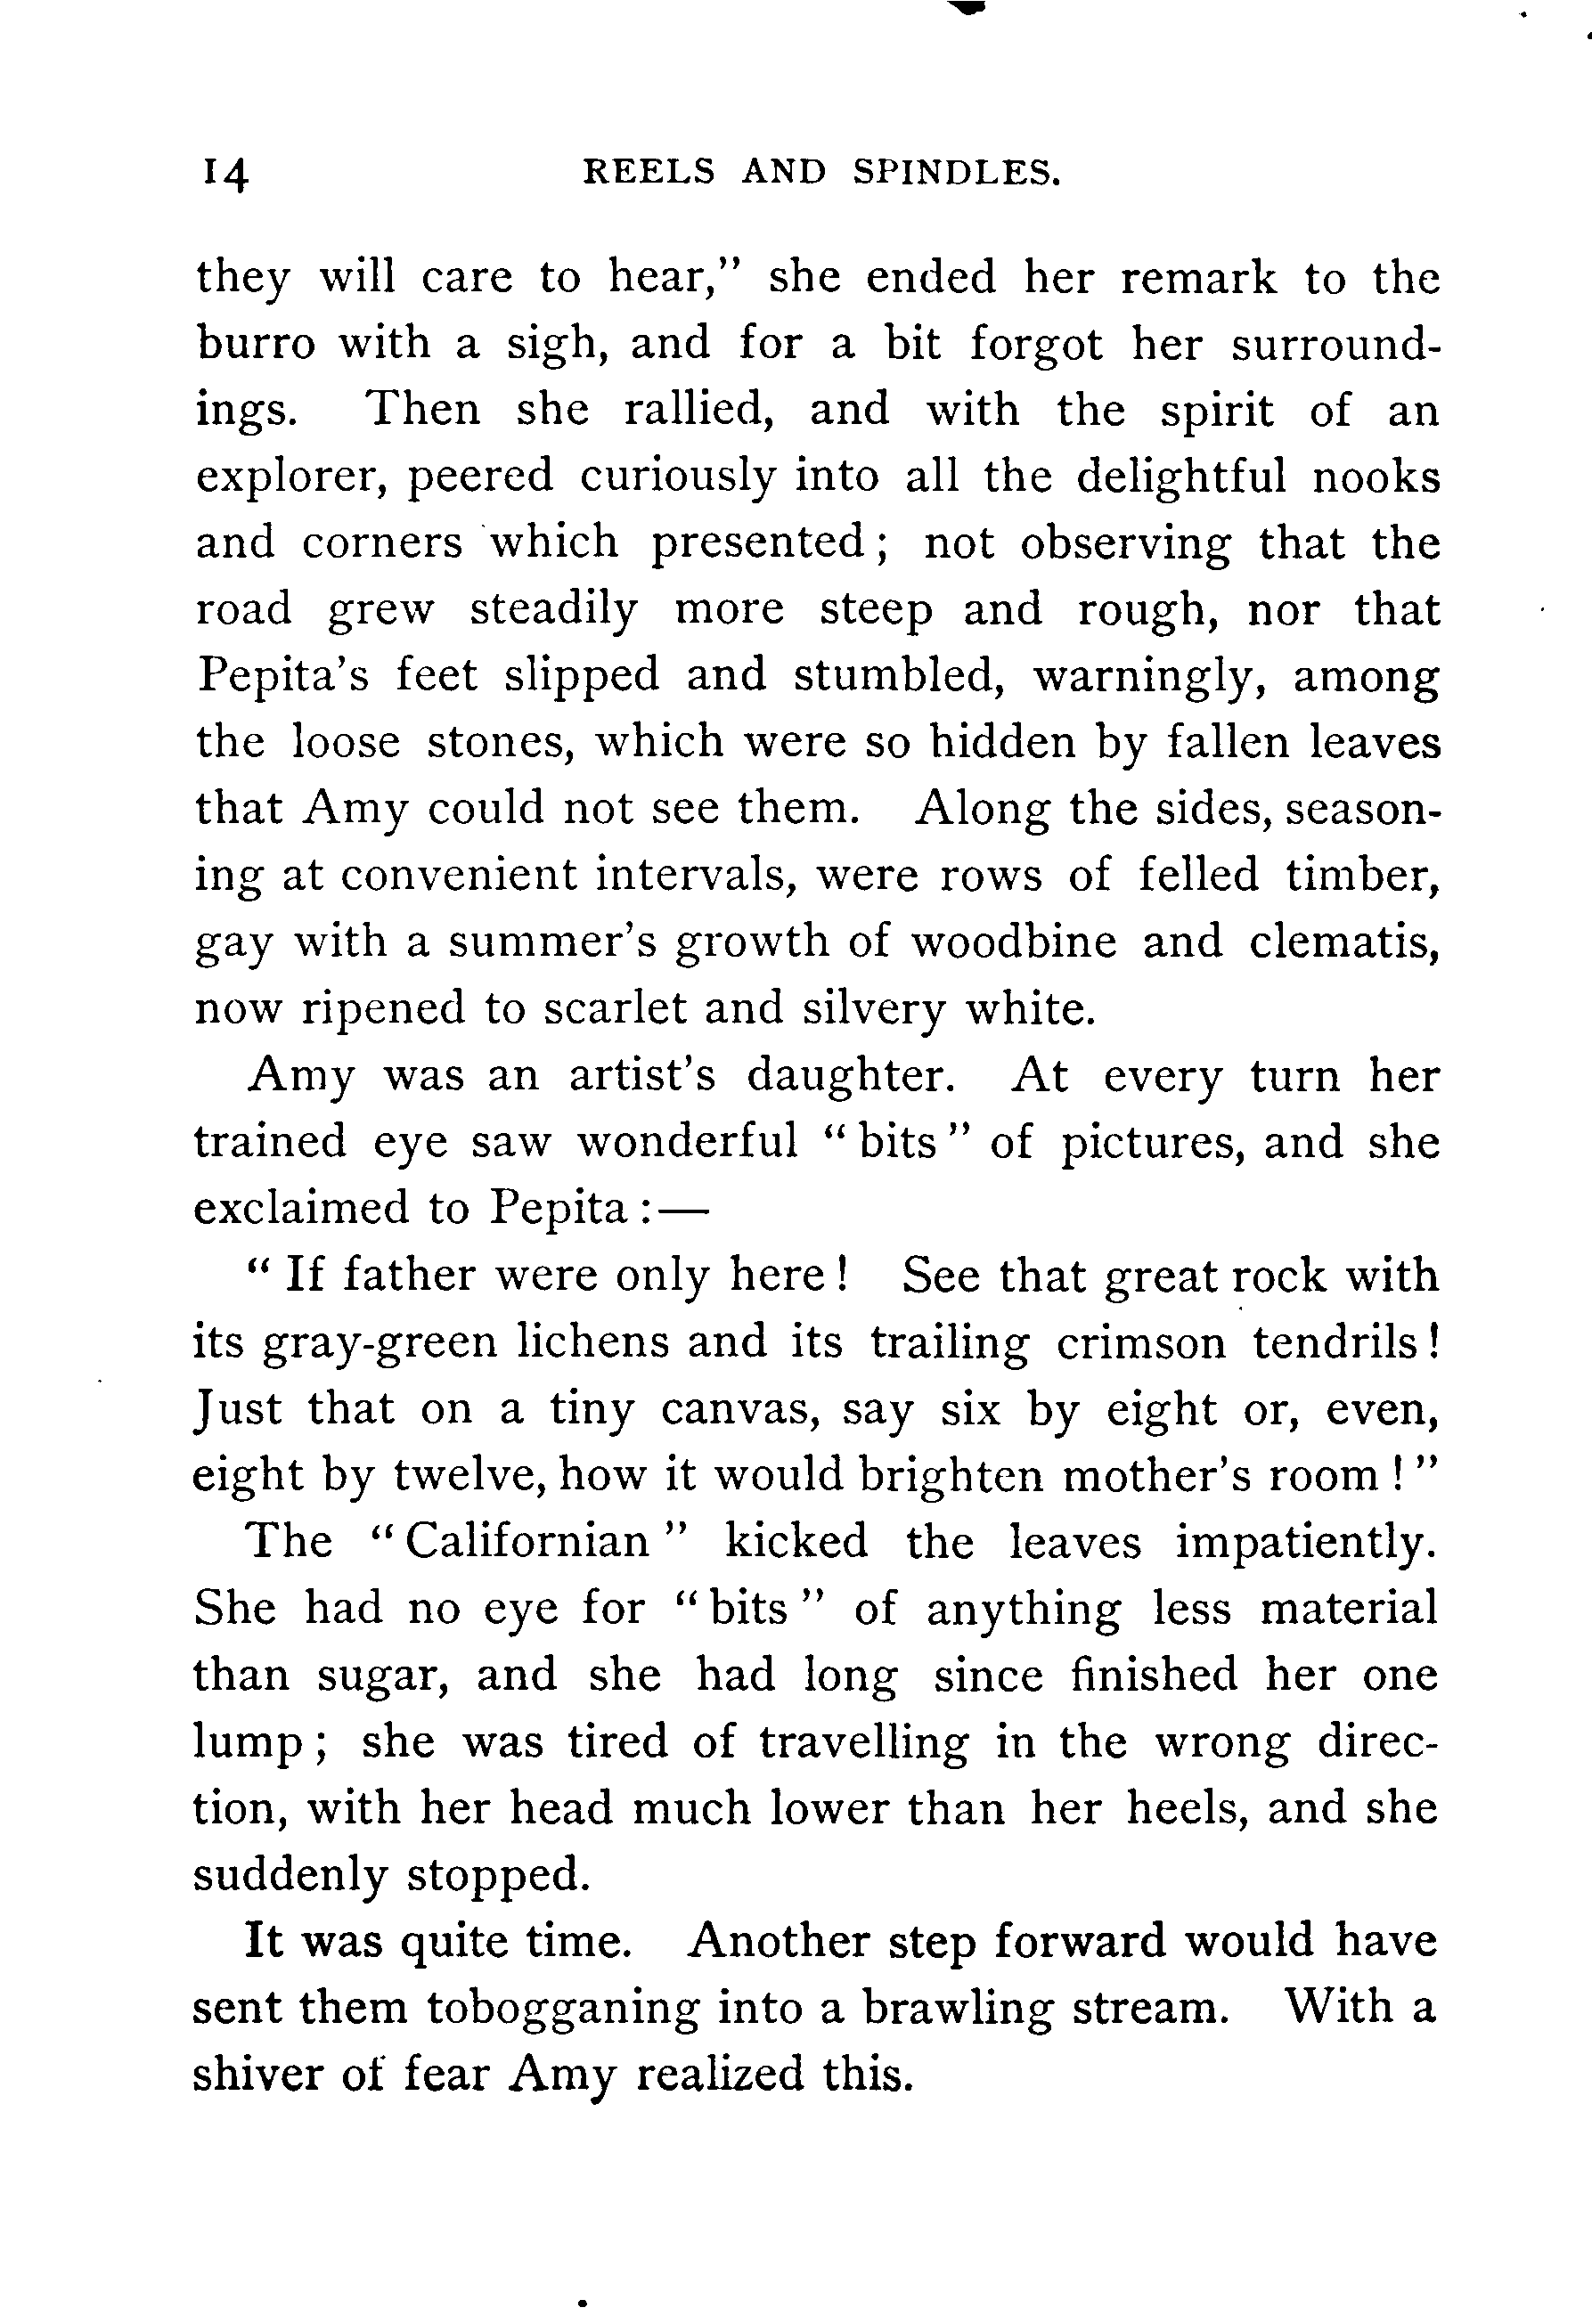 14 REELS AND SPINDLES.
they will care to hear,” she ended her remark to the
burro with a sigh, and for a bit forgot her surround-
ings. Then she rallied, and with the spirit of an
explorer, peered curiously into all the delightful nooks
and corners which presented; not observing that the
road grew steadily more steep and rough, nor that
Pepita’s feet slipped and stumbled, warningly, among
the loose stones, which were so hidden by fallen leaves
that Amy could not see them. Along the sides, season-
ing at convenient intervals, were rows of felled timber,
gay with a summer’s growth of woodbine and clematis,
now ripened to scarlet and silvery white.
Amy was an artist’s daughter. At every turn her
trained eye saw wonderful “bits” of pictures, and she
exclaimed to Pepita:—
“If father were only here! See that great rock with
its gray-green lichens and its trailing crimson tendrils!
Just that on a tiny canvas, say six by eight or, even,
eight by twelve, how it would brighten mother’s room!”
The “Californian” kicked the leaves impatiently.
She had no eye for “bits” of anything less material
than sugar, and she had long since finished her one
lump; she was tired of travelling in the wrong direc-
tion, with her head much lower than her heels, and she
suddenly stopped.
It was quite time. Another step forward would have
sent them tobogganing into a brawling stream. With a
shiver of fear Amy realized this.